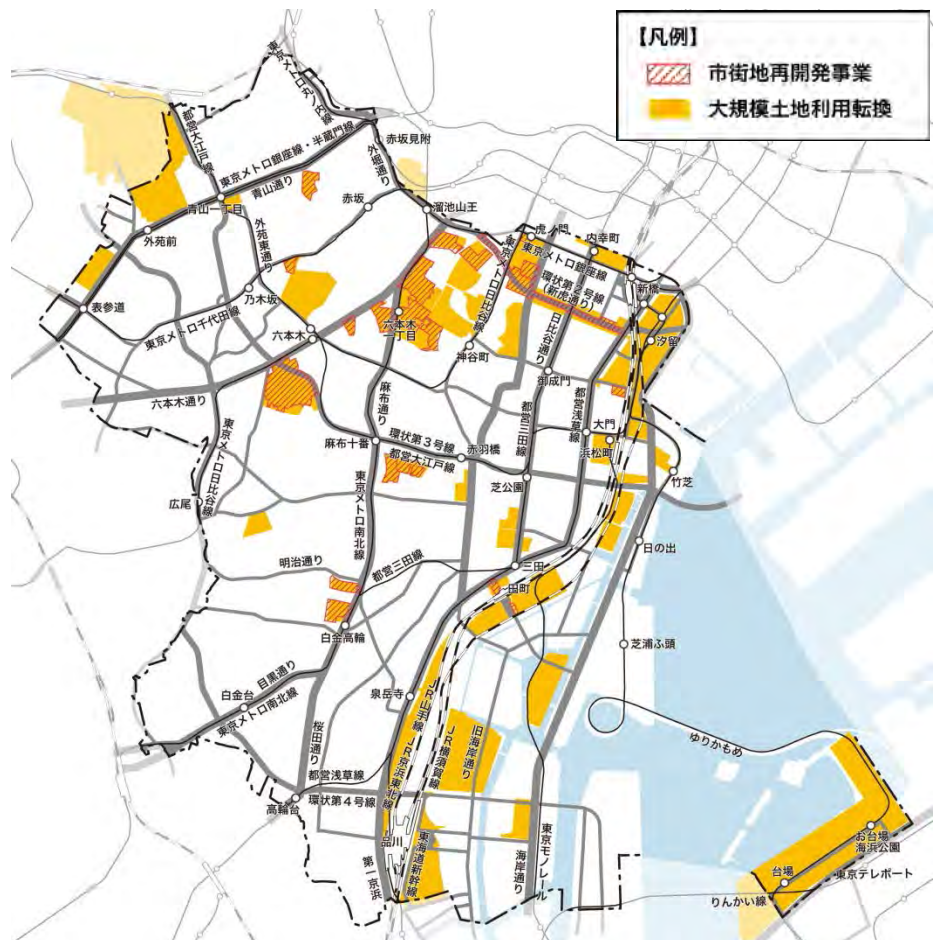 【凡例】
市街地再開発事業
大規模土地利用転換
東京メトロ丸ノ内線
都営大江戸線
東京メトロ銀座線・半蔵門線
青山通り
赤坂見附
外堀通り
青山一丁目
赤坂
溜池山王
外苑前
外苑東通り
虎ノ門
内幸町
東京メトロ銀座線
東京メトロ日比谷線
環状第2号線
(新虎通り)
新橋
表参道
乃木坂
東京メトロ千代田線
六本木
六本木
一丁目
神谷町
日比谷通り
汐留
御成門
六本木通り
麻布通り
都営三田線
都営浅草線
大門
浜松町
麻布十番
環状第3号線
都営大江戸線
赤羽橋
芝公園
竹芝
東京メトロ日比谷線
広尾
東京メトロ南北線
日の出
明治通り
都営三田線
三田
田町
白金高輪
芝浦ふ頭
目黒通り
白金台
東京メトロ南北線
泉岳寺
JR山手線
JR京浜東北線
JR横須賀線
旧海岸通り
ゆりかもめ
桜田通り
都営浅草線
環状第4号線
高輪台
品川
第一京浜
東海道新幹線
海岸通り
東京モノレール
お台場
海浜公園
台場
東京テレポート
りんかい線